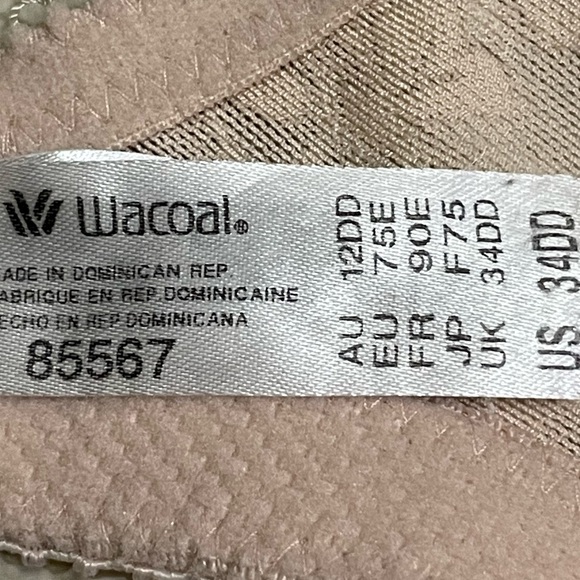 Wacoal®
ADE IN DOMINICAN REP.
ABRIQUE EN REP. DOMINICAINE
ECHO EN REP DOMINICANA
85567
AU 12DD
EU 75E
FR 90E
JP F75
UK 34DD
US 34DD